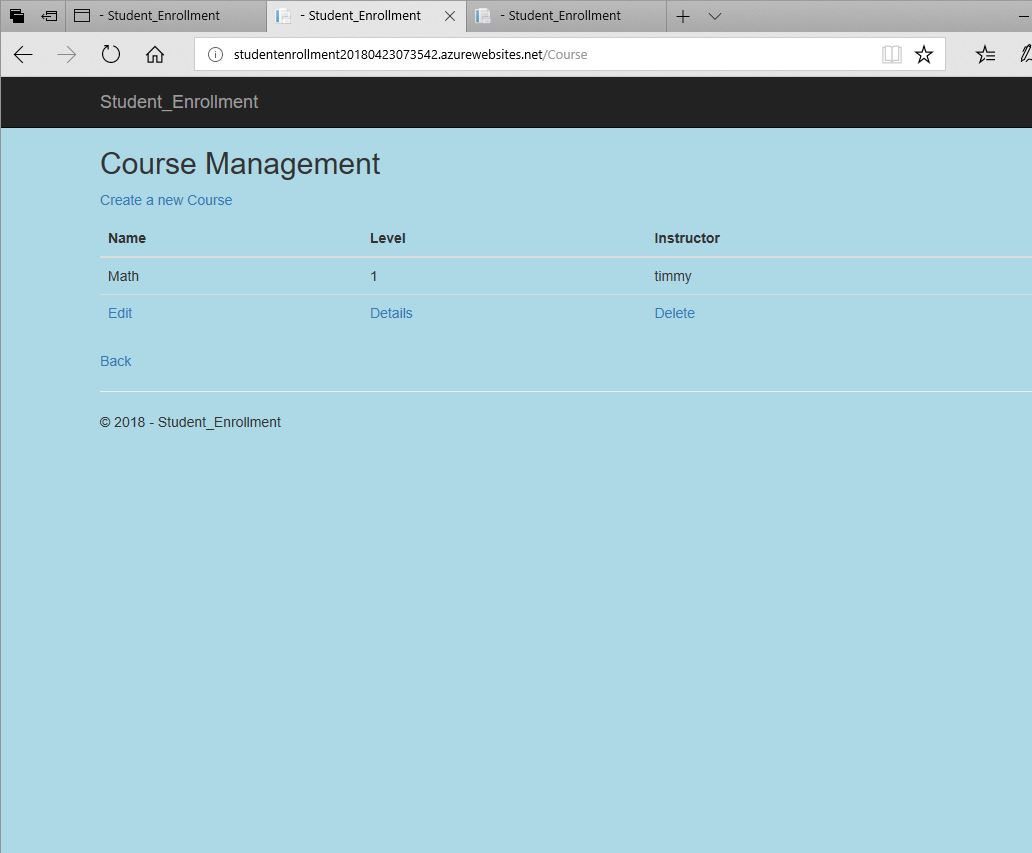 - Student_Enrollment - Student_Enrollment - Student_Enrollment
studentenrollment20180423073542.azurewebsites.net/Course
Student_Enrollment
Course Management
Create a new Course
Name Level Instructor
Math 1 timmy
Edit Details Delete
Back
© 2018 - Student_Enrollment